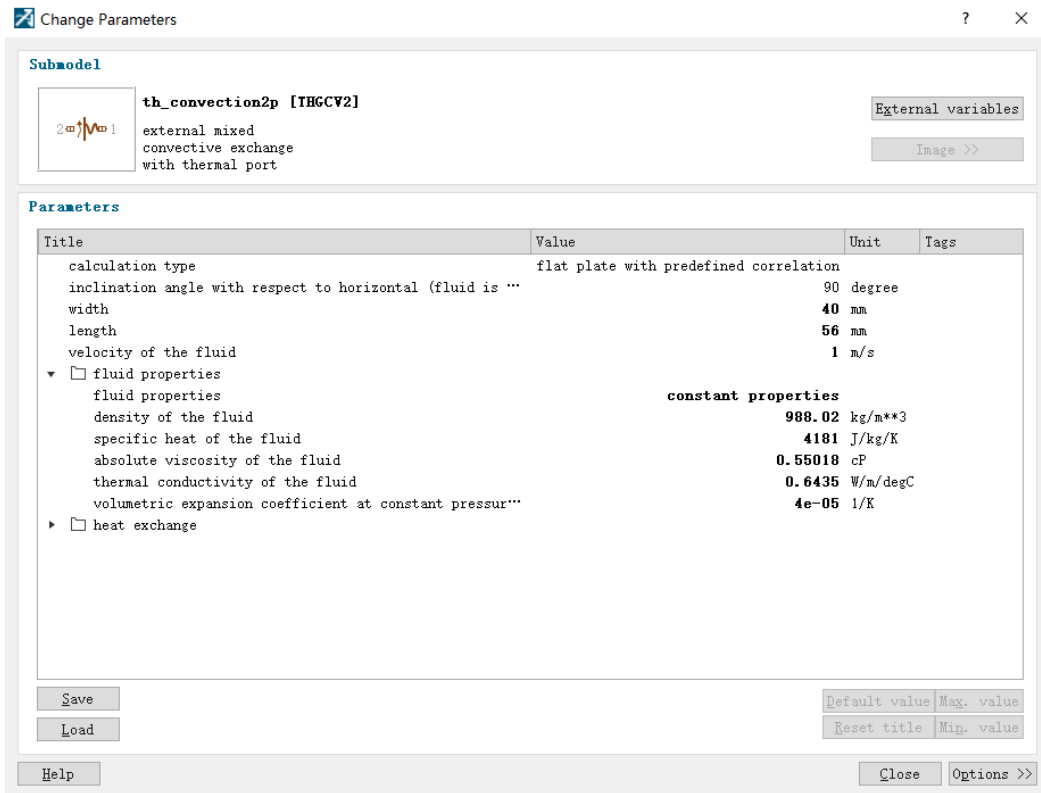 Change Parameters ? ×
Submodel
th_convection2p [THGCV2]
2 1
external mixed
convective exchange
with thermal port
External variables
Image >>
Parameters
Title Value Unit Tags
calculation type flat plate with predefined correlation
inclination angle with respect to horizontal (fluid is ... 90 degree
width 40 mm
length 56 mm
velocity of the fluid 1 m/s
fluid properties
fluid properties constant properties
density of the fluid 988.02 kg/m**3
specific heat of the fluid 4181 J/kg/K
absolute viscosity of the fluid 0.55018 cP
thermal conductivity of the fluid 0.6435 W/m/degC
volumetric expansion coefficient at constant pressur... 4e-05 1/K
heat exchange
Save Default value Max. value
Load Reset title Min. value
Help Close Options >>